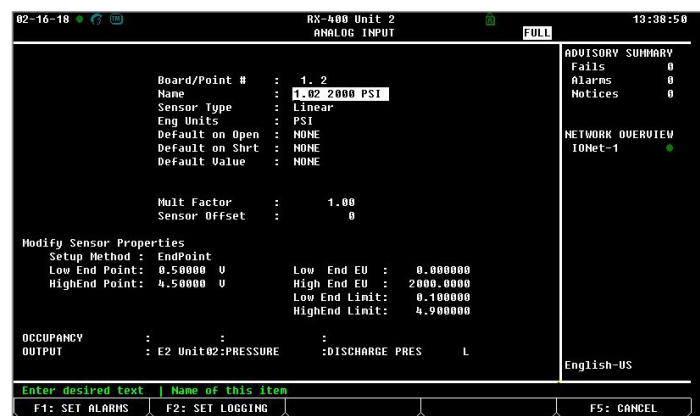 02-16-18 TM RX-400 Unit 2 13:38:50
ANALOG INPUT FULL
ADVISORY SUMMARY
Fails 0
Alarms 0
Notices 0
NETWORK OVERVIEW
IONet-1
Board/Point # : 1. 2
Name : 1.02 2000 PSI
Sensor Type : Linear
Eng Units : PSI
Default on Open : NONE
Default on Shrt : NONE
Default Value : NONE
Mult Factor : 1.00
Sensor Offset : 0
Modify Sensor Properties
Setup Method : EndPoint
Low End Point: 0.50000 V Low End EU : 0.000000
HighEnd Point: 4.50000 V High End EU : 2000.0000
Low End Limit: 0.100000
HighEnd Limit: 4.900000
OCCUPANCY : : :
OUTPUT : E2 Unit02:PRESSURE :DISCHARGE PRES L
English-US
Enter desired text | Name of this item
F1: SET ALARMS F2: SET LOGGING F5: CANCEL